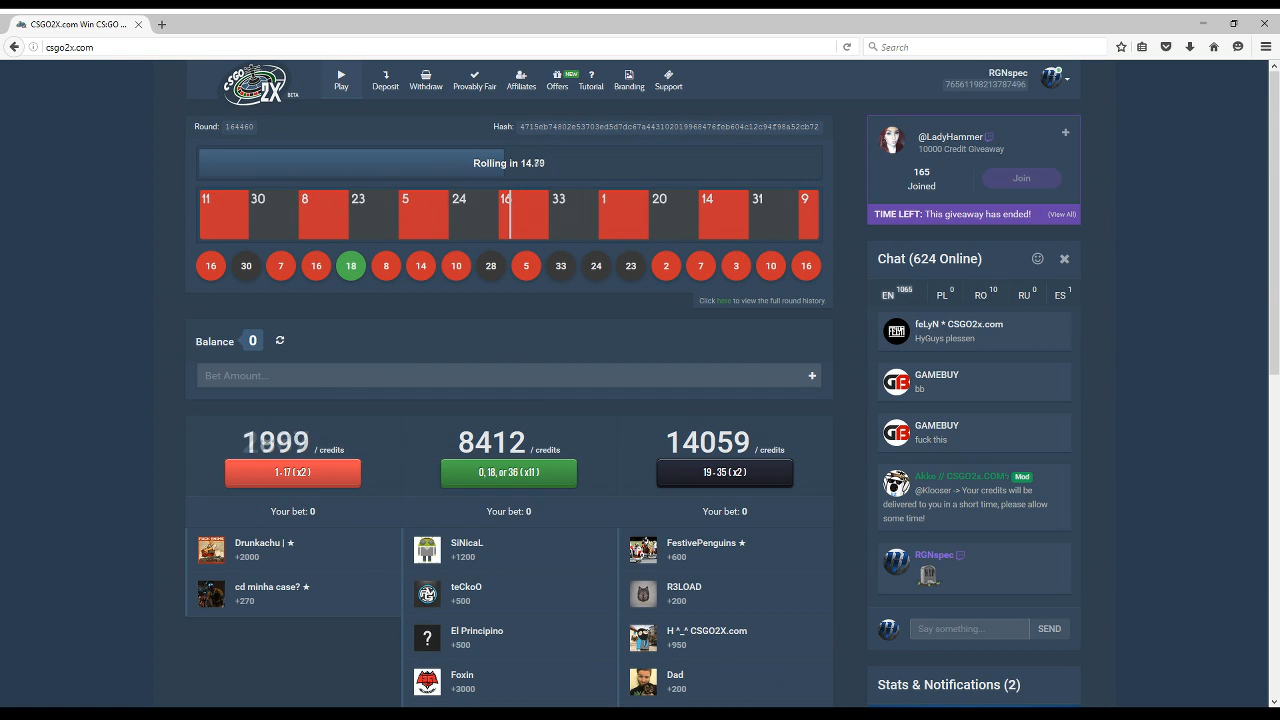 CSGO2X.com Win CS:GO ...
csgo2x.com
Search
CSGO 2X BETA
Play
Deposit
Withdraw
Provably Fair
Affiliates
Offers NEW
Tutorial
Branding
Support
RGNspec
76561198213787496
Round: 164460
Hash: 4715eb74802e53703ed5d7dc67a443102019968476feb604c12c94f98a52cb72
Rolling in 14.
11 30 8 23 5 24 16 33 1 20 14 31 9
16 30 7 16 18 8 14 10 28 5 33 24 23 2 7 3 10 16
Click here to view the full round history.
Balance 0
Bet Amount...
/ credits
1 - 17 ( x2 )
Your bet: 0
Drunkachu | ★
+2000
cd minha case? ★
+270
8412 / credits
0, 18, or 36 ( x11 )
Your bet: 0
SiNicaL
+1200
teCkoO
+500
El Principino
+500
Foxin
+3000
14059 / credits
19 - 35 ( x2 )
Your bet: 0
FestivePenguins ★
+600
R3LOAD
+200
H ^_^ CSGO2X.com
+950
Dad
+200
@LadyHammer
10000 Credit Giveaway
165
Joined
Join
TIME LEFT: This giveaway has ended! (View All)
Chat (624 Online)
EN 1065 PL 0 RO 10 RU 0 ES 1
feLyN * CSGO2x.com
HyGuys plessen
GAMEBUY
bb
GAMEBUY
fuck this
Akko // CSGO2x.COM Mod
@Klooser -> Your credits will be
delivered to you in a short time, please allow
some time!
RGNspec
Say something...
SEND
Stats & Notifications (2)